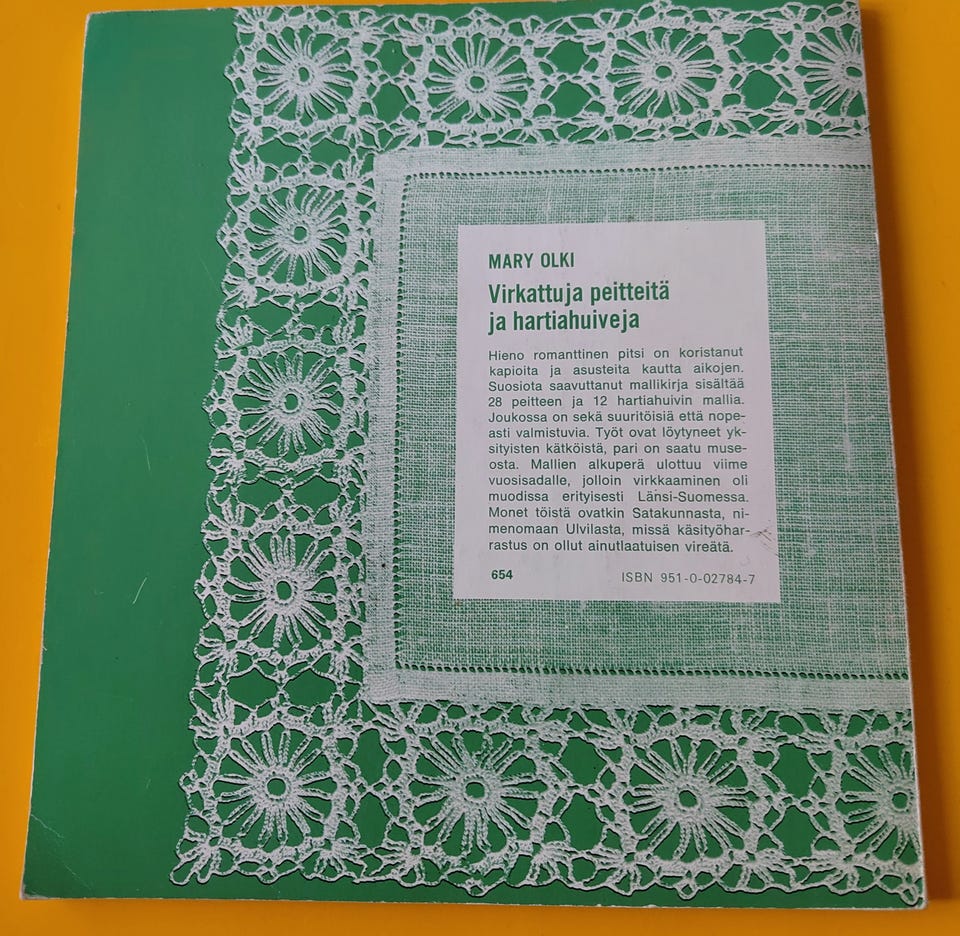 MARY OLKI
Virkattuja peitteitä
ja hartiahuiveja
Hieno romanttinen pitsi on koristanut
kapioita ja asusteita kautta aikojen.
Suosiota saavuttanut mallikirja sisältää
28 peitteen ja 12 hartiahuivin mallia.
Joukossa on sekä suuritöisiä että nope-
asti valmistuvia. Työt ovat löytyneet yk-
sityisten kätköistä, pari on saatu muse-
osta. Mallien alkuperä ulottuu viime
vuosisadalle, jolloin virkkaaminen oli
muodissa erityisesti Länsi-Suomessa.
Monet töistä ovatkin Satakunnasta, ni-
menomaan Ulvilasta, missä käsityöhar-
rastus on ollut ainutlaatuisen vireätä.
654 ISBN 951-0-02784-7